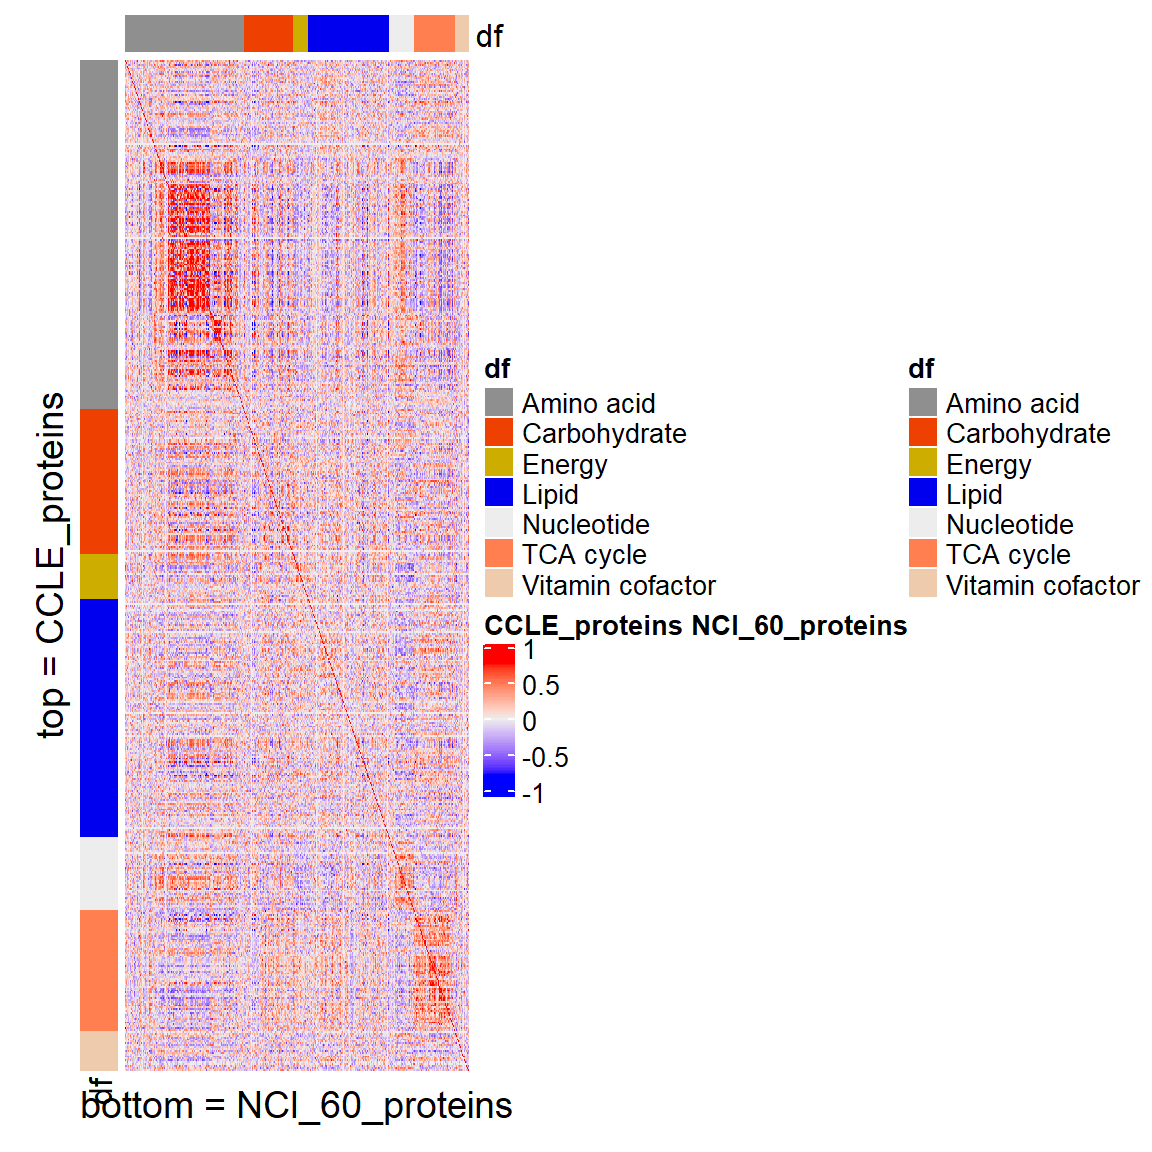 df
top = CCLE_proteins
df
bottom = NCI_60_proteins
df
Amino acid
Carbohydrate
Energy
Lipid
Nucleotide
TCA cycle
Vitamin cofactor
CCLE_proteins NCI_60_proteins
1
0.5
0
-0.5
-1
df
Amino acid
Carbohydrate
Energy
Lipid
Nucleotide
TCA cycle
Vitamin cofactor